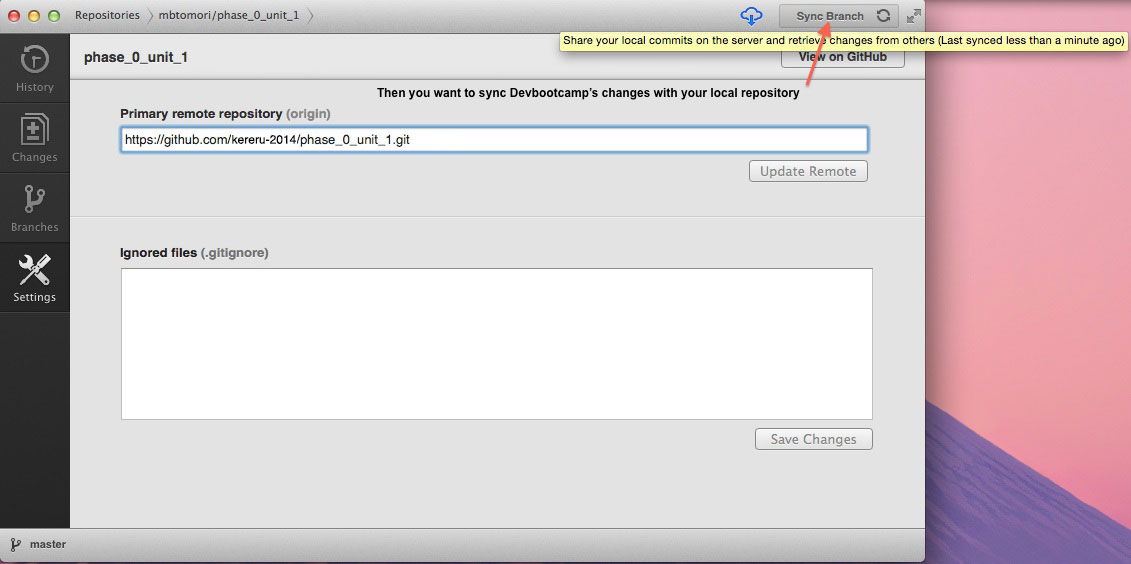 Repositories
mbtomori/phase_0_unit_1
Sync Branch
Share your local commits on the server and retrieve changes from others (Last synced less than a minute ago)
phase_0_unit_1
View on GitHub
Then you want to sync Devbootcamp's changes with your local repository
Primary remote repository (origin)
https://github.com/kereru-2014/phase_0_unit_1.git
Update Remote
History
Changes
Branches
Settings
Ignored files (.gitignore)
Save Changes
master